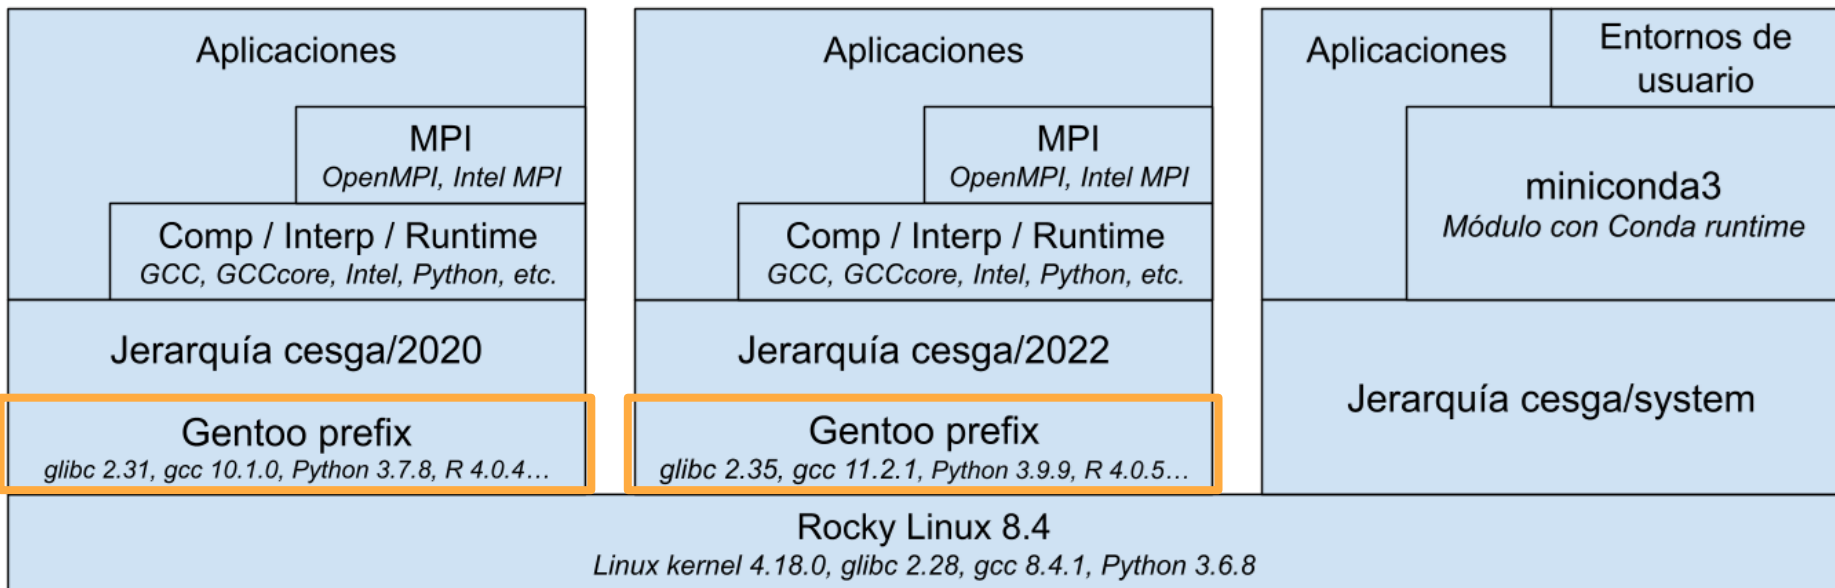 Aplicaciones
MPI
OpenMPI, Intel MPI
Comp / Interp / Runtime
GCC, GCCcore, Intel, Python, etc.
Jerarquía cesga/2020
Gentoo prefix
glibc 2.31, gcc 10.1.0, Python 3.7.8, R 4.0.4...
Aplicaciones
MPI
OpenMPI, Intel MPI
Comp / Interp / Runtime
GCC, GCCcore, Intel, Python, etc.
Jerarquía cesga/2022
Gentoo prefix
glibc 2.35, gcc 11.2.1, Python 3.9.9, R 4.0.5...
Aplicaciones
Entornos de
usuario
miniconda3
Módulo con Conda runtime
Jerarquía cesga/system
Rocky Linux 8.4
Linux kernel 4.18.0, glibc 2.28, gcc 8.4.1, Python 3.6.8